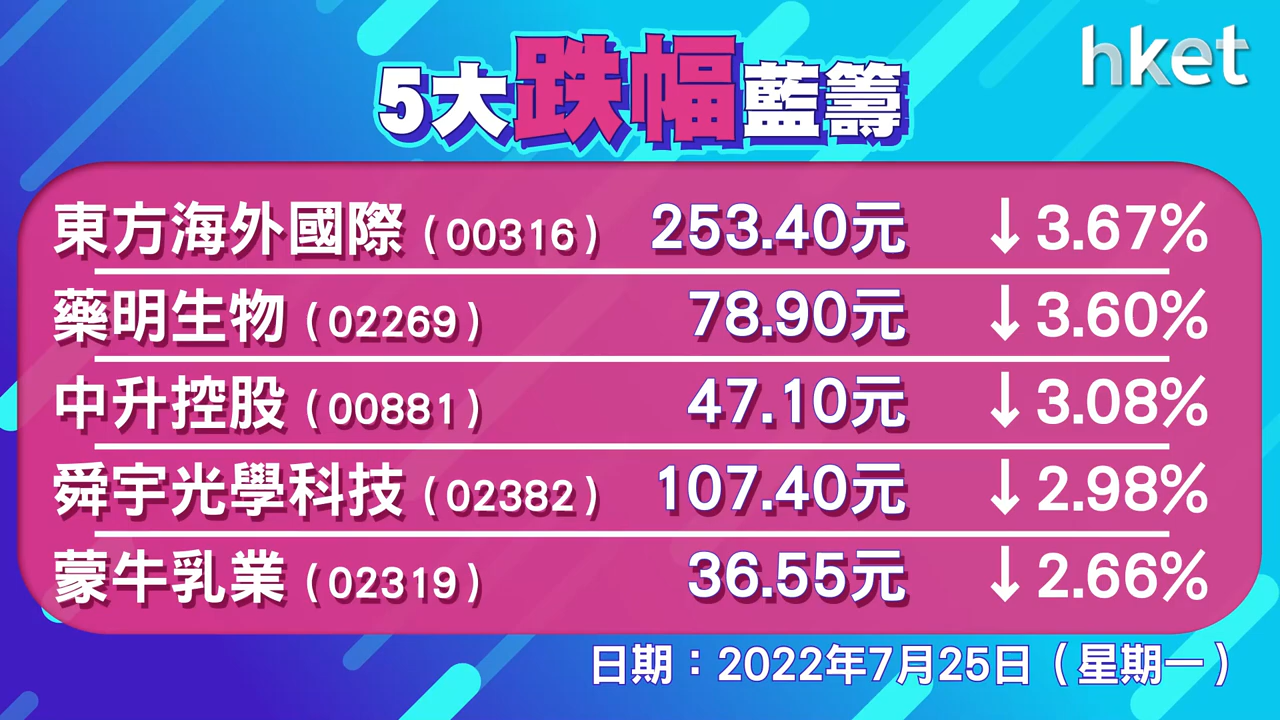 hket
5大跌幅藍籌
東方海外國際（00316） 253.40元 ↓3.67%
藥明生物（02269） 78.90元 ↓3.60%
中升控股（00881） 47.10元 ↓3.08%
舜宇光學科技（02382） 107.40元 ↓2.98%
蒙牛乳業（02319） 36.55元 ↓2.66%
日期：2022年7月25日（星期一）